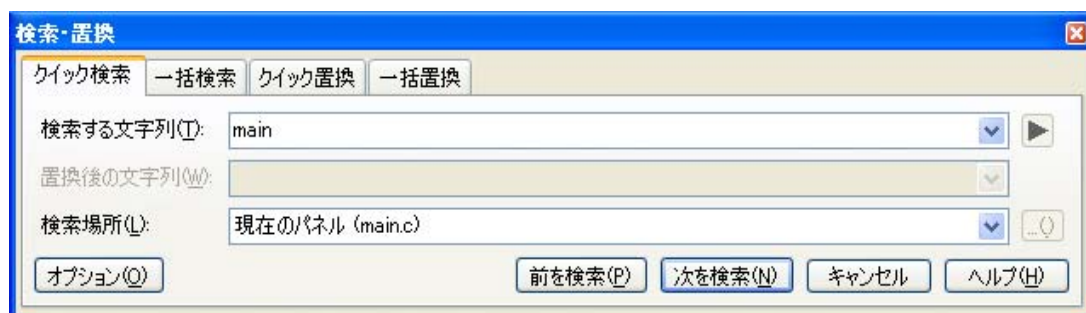 検索・置換
クイック検索 一括検索 クイック置換 一括置換
検索する文字列(T): main
置換後の文字列(W):
検索場所(L): 現在のパネル (main.c) ...()
オプション(O) 前を検索(P) 次を検索(N) キャンセル ヘルプ(H)